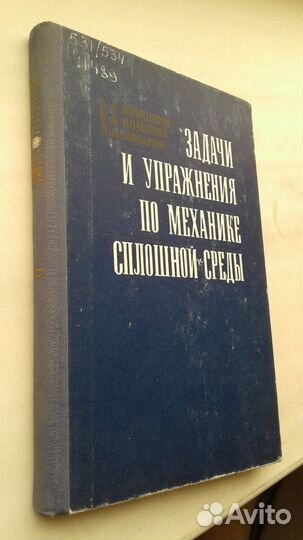 531/534
ЗАДАЧИ
И УПРАЖНЕНИЯ
ПО МЕХАНИКЕ
СПЛОШНОЙ СРЕДЫ
Avito